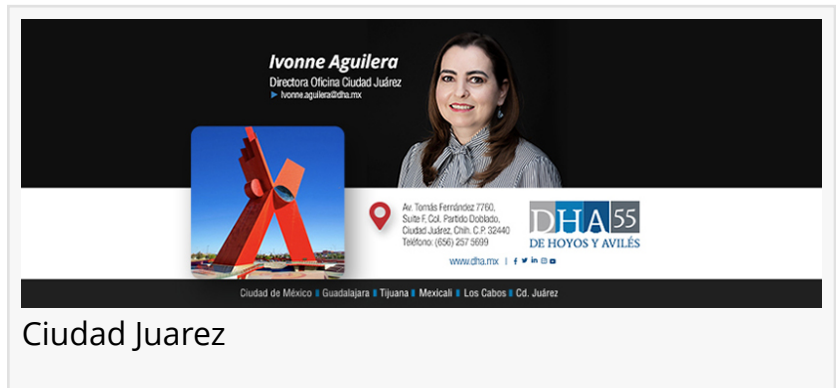 Ivonne Aguilera
Directora Oficina Ciudad Juárez
Ivonne.aguilera@dha.mx
Av. Tomás Fernández 7760,
Suite F, Col. Partido Doblado,
Ciudad Juárez, Chih. C.P. 32440
Teléfono: (656) 257 5699
www.dha.mx |
DHA 55
DE HOYOS Y AVILÉS
Ciudad de México Guadalajara Tijuana Mexicali Los Cabos Cd. Juárez
Ciudad Juarez